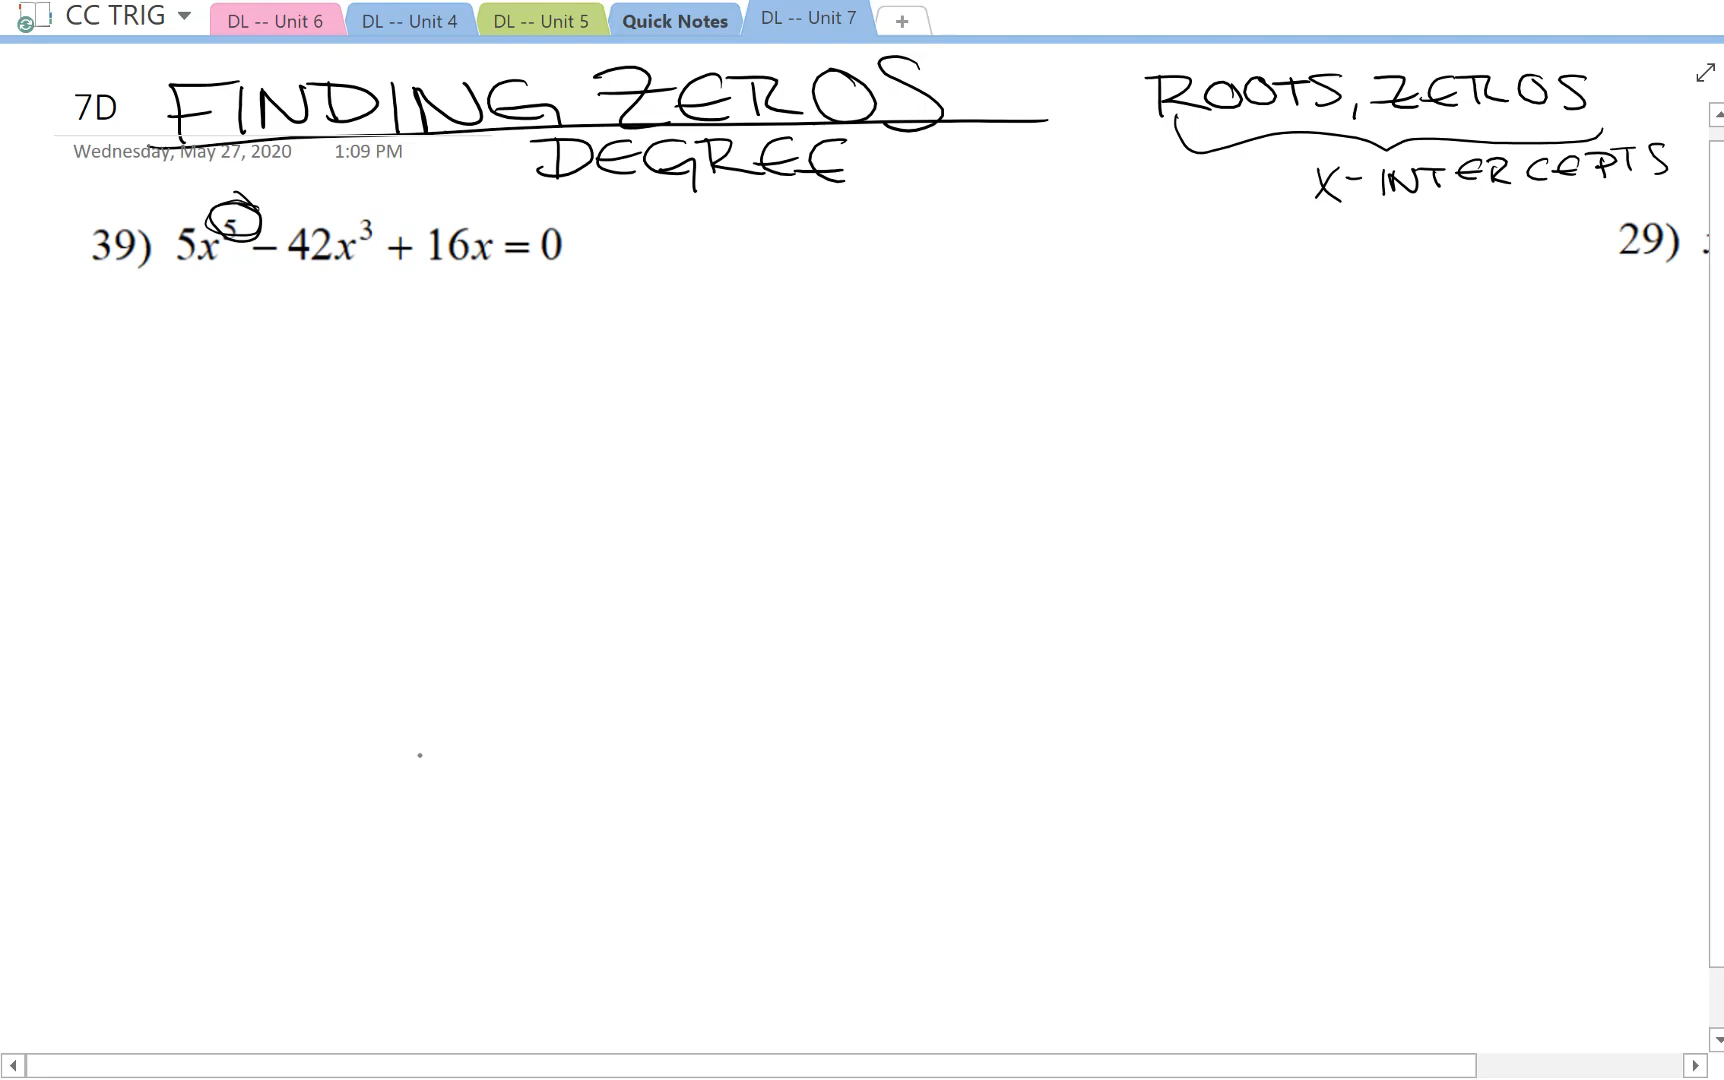 CC TRIG DL -- Unit 6 DL -- Unit 4 DL -- Unit 5 Quick Notes DL -- Unit 7 +
7D FINDING ZEROS
ROOTS, ZEROS
Wednesday, May 27, 2020 1:09 PM
DEGREE
X-INTERCEPTS
39) 5x⁵ − 42x³ + 16x = 0
29)